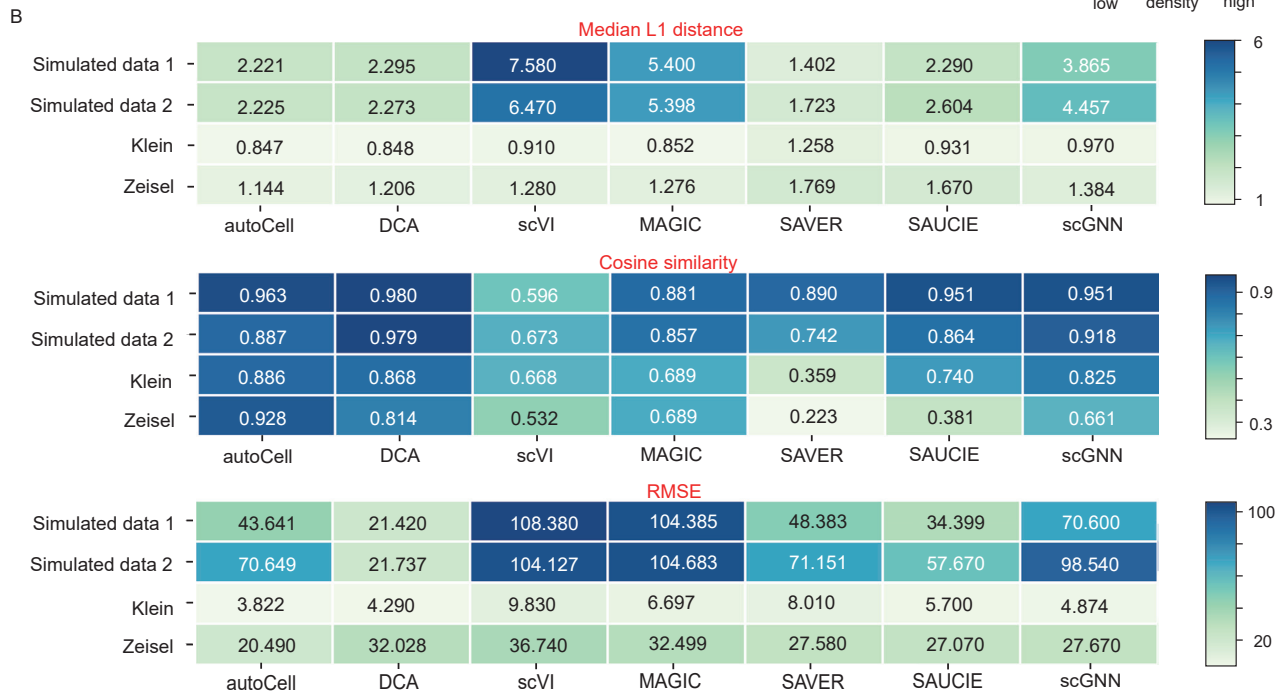 low density high
B
Median L1 distance
Simulated data 1 2.221 2.295 7.580 5.400 1.402 2.290 3.865 6
Simulated data 2 2.225 2.273 6.470 5.398 1.723 2.604 4.457
Klein 0.847 0.848 0.910 0.852 1.258 0.931 0.970
Zeisel 1.144 1.206 1.280 1.276 1.769 1.670 1.384 1
autoCell DCA scVI MAGIC SAVER SAUCIE scGNN
Cosine similarity
Simulated data 1 0.963 0.980 0.596 0.881 0.890 0.951 0.951 0.9
Simulated data 2 0.887 0.979 0.673 0.857 0.742 0.864 0.918
Klein 0.886 0.868 0.668 0.689 0.359 0.740 0.825
Zeisel 0.928 0.814 0.532 0.689 0.223 0.381 0.661 0.3
autoCell DCA scVI MAGIC SAVER SAUCIE scGNN
RMSE
Simulated data 1 43.641 21.420 108.380 104.385 48.383 34.399 70.600 100
Simulated data 2 70.649 21.737 104.127 104.683 71.151 57.670 98.540
Klein 3.822 4.290 9.830 6.697 8.010 5.700 4.874
Zeisel 20.490 32.028 36.740 32.499 27.580 27.070 27.670 20
autoCell DCA scVI MAGIC SAVER SAUCIE scGNN